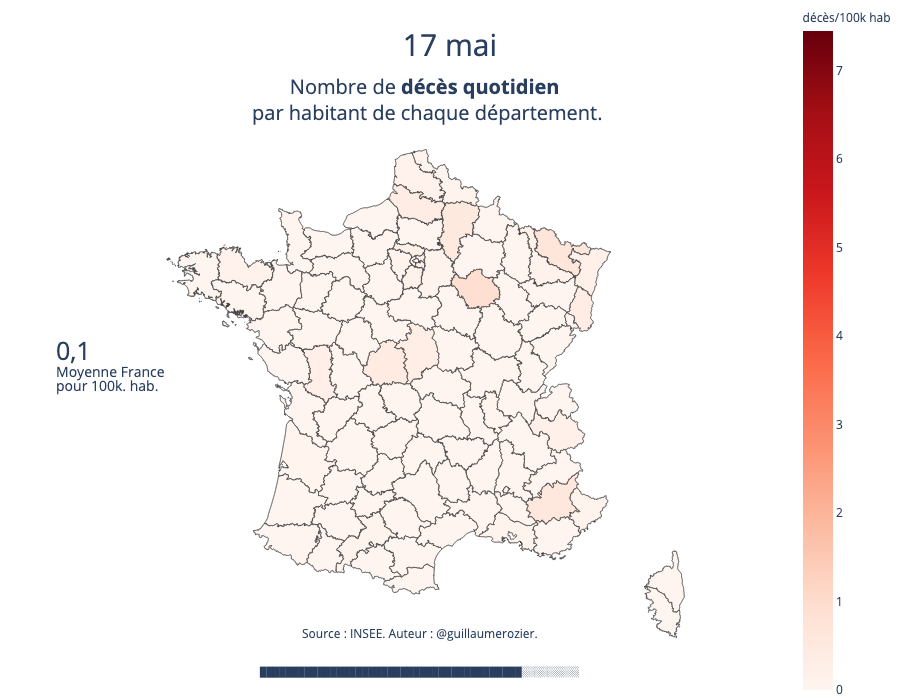 décès/100k hab
17 mai
Nombre de décès quotidien
par habitant de chaque département.
7
6
5
4
3
2
1
0
0,1
Moyenne France
pour 100k. hab.
Source : INSEE. Auteur : @guillaumerozier.